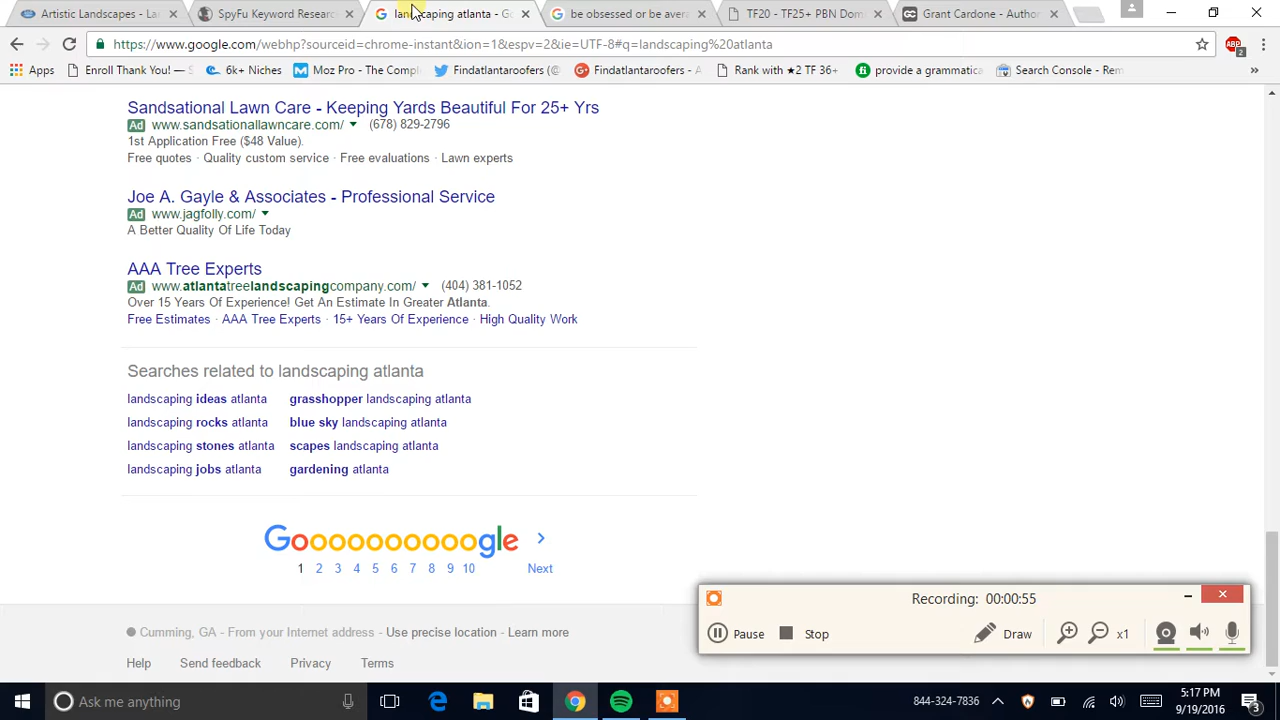 Artistic Landscapes - La
SpyFu Keyword Researc
landscaping atlanta - Go
be obsessed or be avera
TF20 - TF25+ PBN Dom
Grant Cardone - Author
https://www.google.com/webhp?sourceid=chrome-instant&ion=1&espv=2&ie=UTF-8#q=landscaping%20atlanta
ABP
2
Apps
Enroll Thank You! — S
6k+ Niches
Moz Pro - The Comple
Findatlantaroofers (@
Findatlantaroofers - A
Rank with ★2 TF 36+
provide a grammatica
Search Console - Rem
Sandsational Lawn Care - Keeping Yards Beautiful For 25+ Yrs
Ad www.sandsationallawncare.com/ (678) 829-2796
1st Application Free ($48 Value).
Free quotes · Quality custom service · Free evaluations · Lawn experts
Joe A. Gayle & Associates - Professional Service
Ad www.jagfolly.com/
A Better Quality Of Life Today
AAA Tree Experts
Ad www.atlantatreelandscapingcompany.com/ (404) 381-1052
Over 15 Years Of Experience! Get An Estimate In Greater Atlanta.
Free Estimates · AAA Tree Experts · 15+ Years Of Experience · High Quality Work
Searches related to landscaping atlanta
landscaping ideas atlanta
grasshopper landscaping atlanta
landscaping rocks atlanta
blue sky landscaping atlanta
landscaping stones atlanta
scapes landscaping atlanta
landscaping jobs atlanta
gardening atlanta
Goooooooooogle
1 2 3 4 5 6 7 8 9 10 Next
Recording: 00:00:55
Pause
Stop
Draw
x1
Cumming, GA - From your Internet address - Use precise location - Learn more
Help Send feedback Privacy Terms
Ask me anything
844-324-7836
5:17 PM
9/19/2016
3